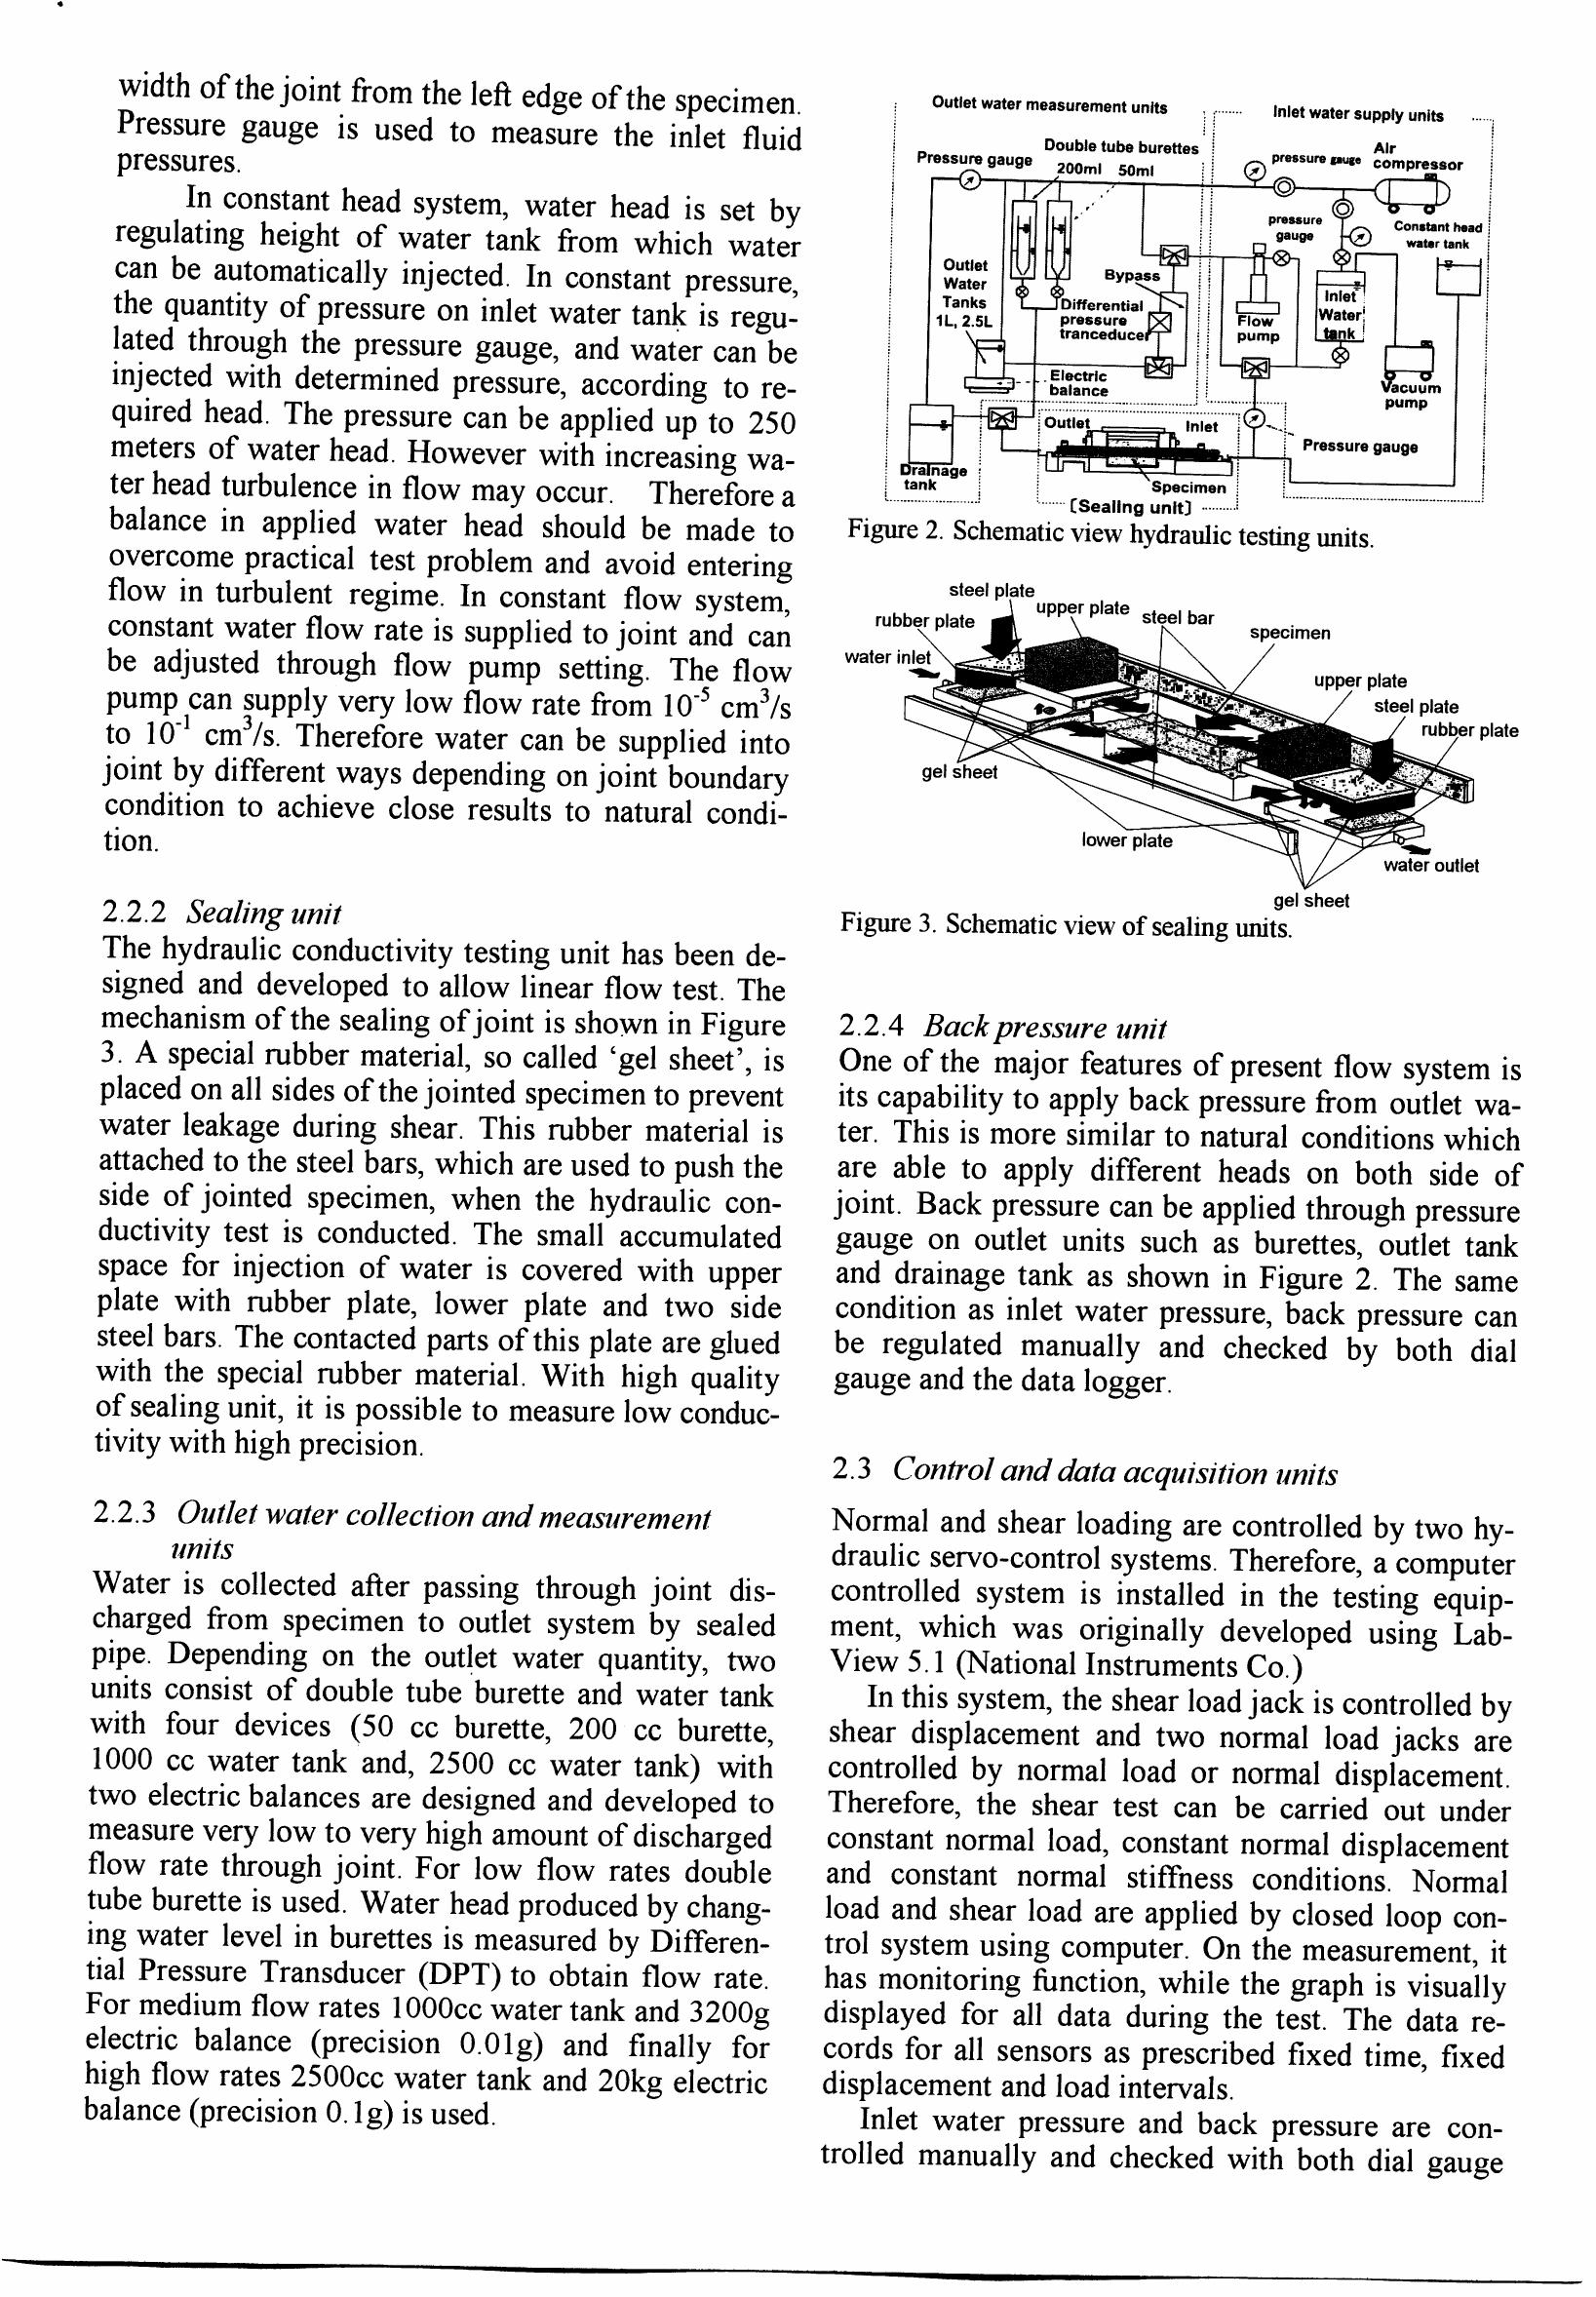 width of the joint from the left edge of the specimen.
Pressure gauge is used to measure the inlet fluid
pressures.
In constant head system, water head is set by
regulating height of water tank from which water
can be automatically injected. In constant pressure,
the quantity of pressure on inlet water tank is regu-
lated through the pressure gauge, and water can be
injected with determined pressure, according to re-
quired head. The pressure can be applied up to 250
meters of water head. However with increasing wa-
ter head turbulence in flow may occur. Therefore a
balance in applied water head should be made to
overcome practical test problem and avoid entering
flow in turbulent regime. In constant flow system,
constant water flow rate is supplied to joint and can
be adjusted through flow pump setting. The flow
pump can supply very low flow rate from 10⁻⁵ cm³/s
to 10⁻¹ cm³/s. Therefore water can be supplied into
joint by different ways depending on joint boundary
condition to achieve close results to natural condi-
tion.
2.2.2 Sealing unit
The hydraulic conductivity testing unit has been de-
signed and developed to allow linear flow test. The
mechanism of the sealing of joint is shown in Figure
3. A special rubber material, so called ‘gel sheet’, is
placed on all sides of the jointed specimen to prevent
water leakage during shear. This rubber material is
attached to the steel bars, which are used to push the
side of jointed specimen, when the hydraulic con-
ductivity test is conducted. The small accumulated
space for injection of water is covered with upper
plate with rubber plate, lower plate and two side
steel bars. The contacted parts of this plate are glued
with the special rubber material. With high quality
of sealing unit, it is possible to measure low conduc-
tivity with high precision.
2.2.3 Outlet water collection and measurement
units
Water is collected after passing through joint dis-
charged from specimen to outlet system by sealed
pipe. Depending on the outlet water quantity, two
units consist of double tube burette and water tank
with four devices (50 cc burette, 200 cc burette,
1000 cc water tank and, 2500 cc water tank) with
two electric balances are designed and developed to
measure very low to very high amount of discharged
flow rate through joint. For low flow rates double
tube burette is used. Water head produced by chang-
ing water level in burettes is measured by Differen-
tial Pressure Transducer (DPT) to obtain flow rate.
For medium flow rates 1000cc water tank and 3200g
electric balance (precision 0.01g) and finally for
high flow rates 2500cc water tank and 20kg electric
balance (precision 0.1g) is used.
Outlet water measurement units
Inlet water supply units
Double tube burettes
Pressure gauge
200ml 50ml
pressure gauge
Air
compressor
pressure
gauge
Constant head
water tank
Outlet
Water
Tanks
1L, 2.5L
Bypass
Differential
pressure
tranceducer
Flow
pump
Inlet
Water
tank
Electric
balance
Vacuum
pump
Outlet
Inlet
Pressure gauge
Drainage
tank
Specimen
[Sealing unit]
Figure 2. Schematic view hydraulic testing units.
steel plate
rubber plate
upper plate
steel bar
specimen
water inlet
upper plate
steel plate
rubber plate
gel sheet
lower plate
water outlet
gel sheet
Figure 3. Schematic view of sealing units.
2.2.4 Back pressure unit
One of the major features of present flow system is
its capability to apply back pressure from outlet wa-
ter. This is more similar to natural conditions which
are able to apply different heads on both side of
joint. Back pressure can be applied through pressure
gauge on outlet units such as burettes, outlet tank
and drainage tank as shown in Figure 2. The same
condition as inlet water pressure, back pressure can
be regulated manually and checked by both dial
gauge and the data logger.
2.3 Control and data acquisition units
Normal and shear loading are controlled by two hy-
draulic servo-control systems. Therefore, a computer
controlled system is installed in the testing equip-
ment, which was originally developed using Lab-
View 5.1 (National Instruments Co.)
In this system, the shear load jack is controlled by
shear displacement and two normal load jacks are
controlled by normal load or normal displacement.
Therefore, the shear test can be carried out under
constant normal load, constant normal displacement
and constant normal stiffness conditions. Normal
load and shear load are applied by closed loop con-
trol system using computer. On the measurement, it
has monitoring function, while the graph is visually
displayed for all data during the test. The data re-
cords for all sensors as prescribed fixed time, fixed
displacement and load intervals.
Inlet water pressure and back pressure are con-
trolled manually and checked with both dial gauge